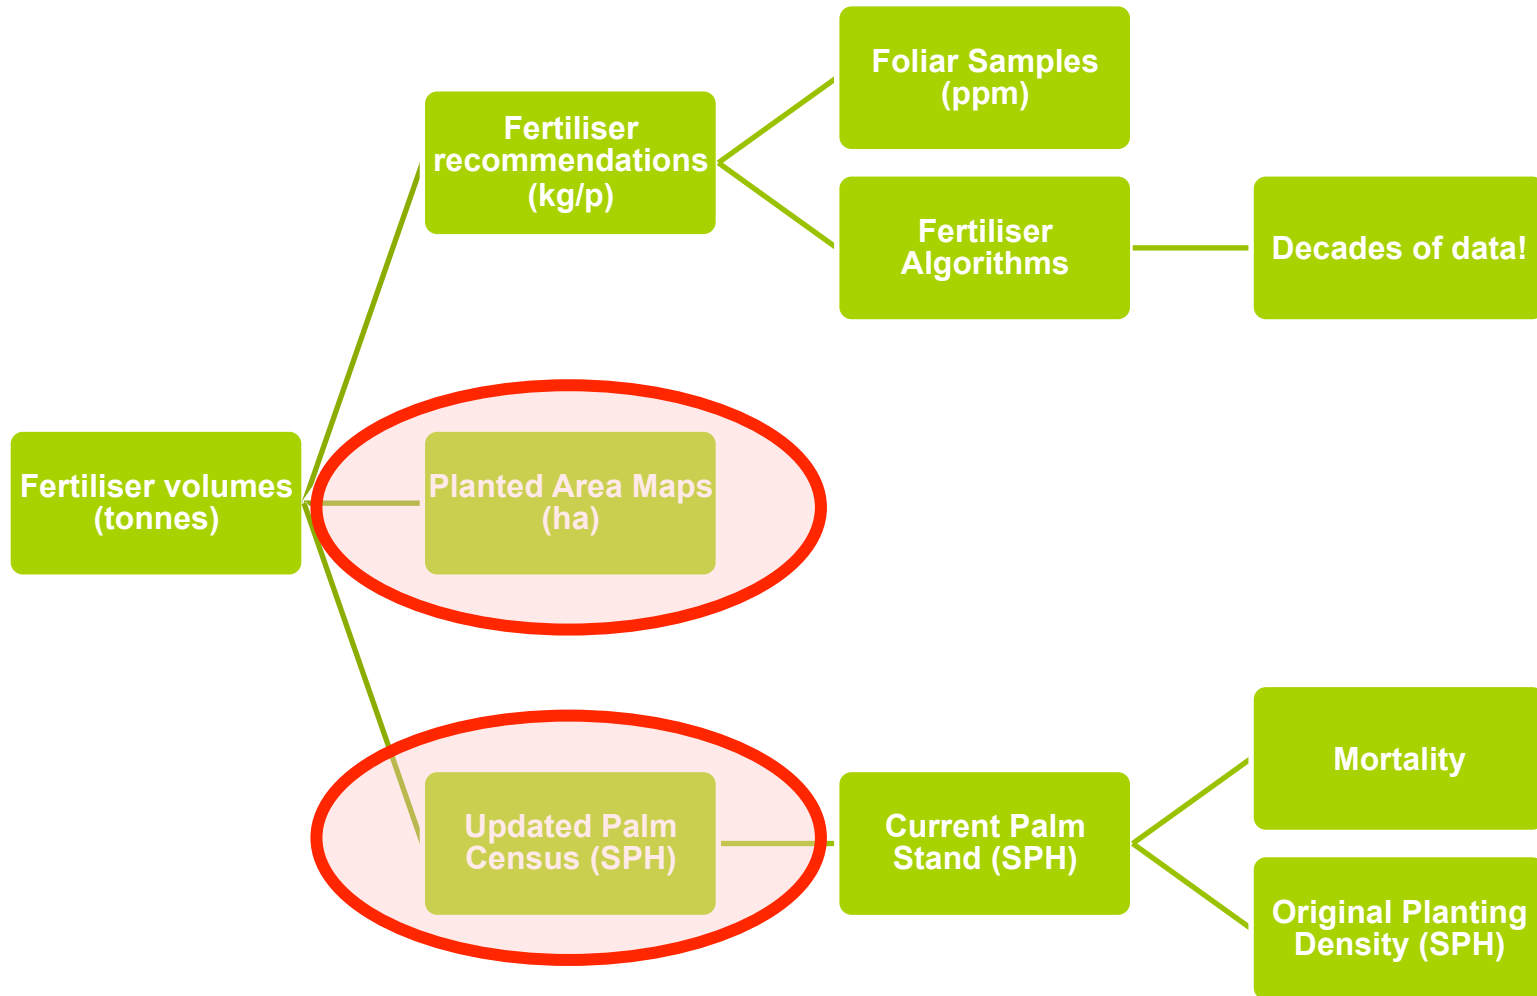 Foliar Samples
(ppm)
Fertiliser
recommendations
(kg/p)
Fertiliser
Algorithms
Decades of data!
Fertiliser volumes
(tonnes)
Planted Area Maps
(ha)
Updated Palm
Census (SPH)
Current Palm
Stand (SPH)
Mortality
Original Planting
Density (SPH)